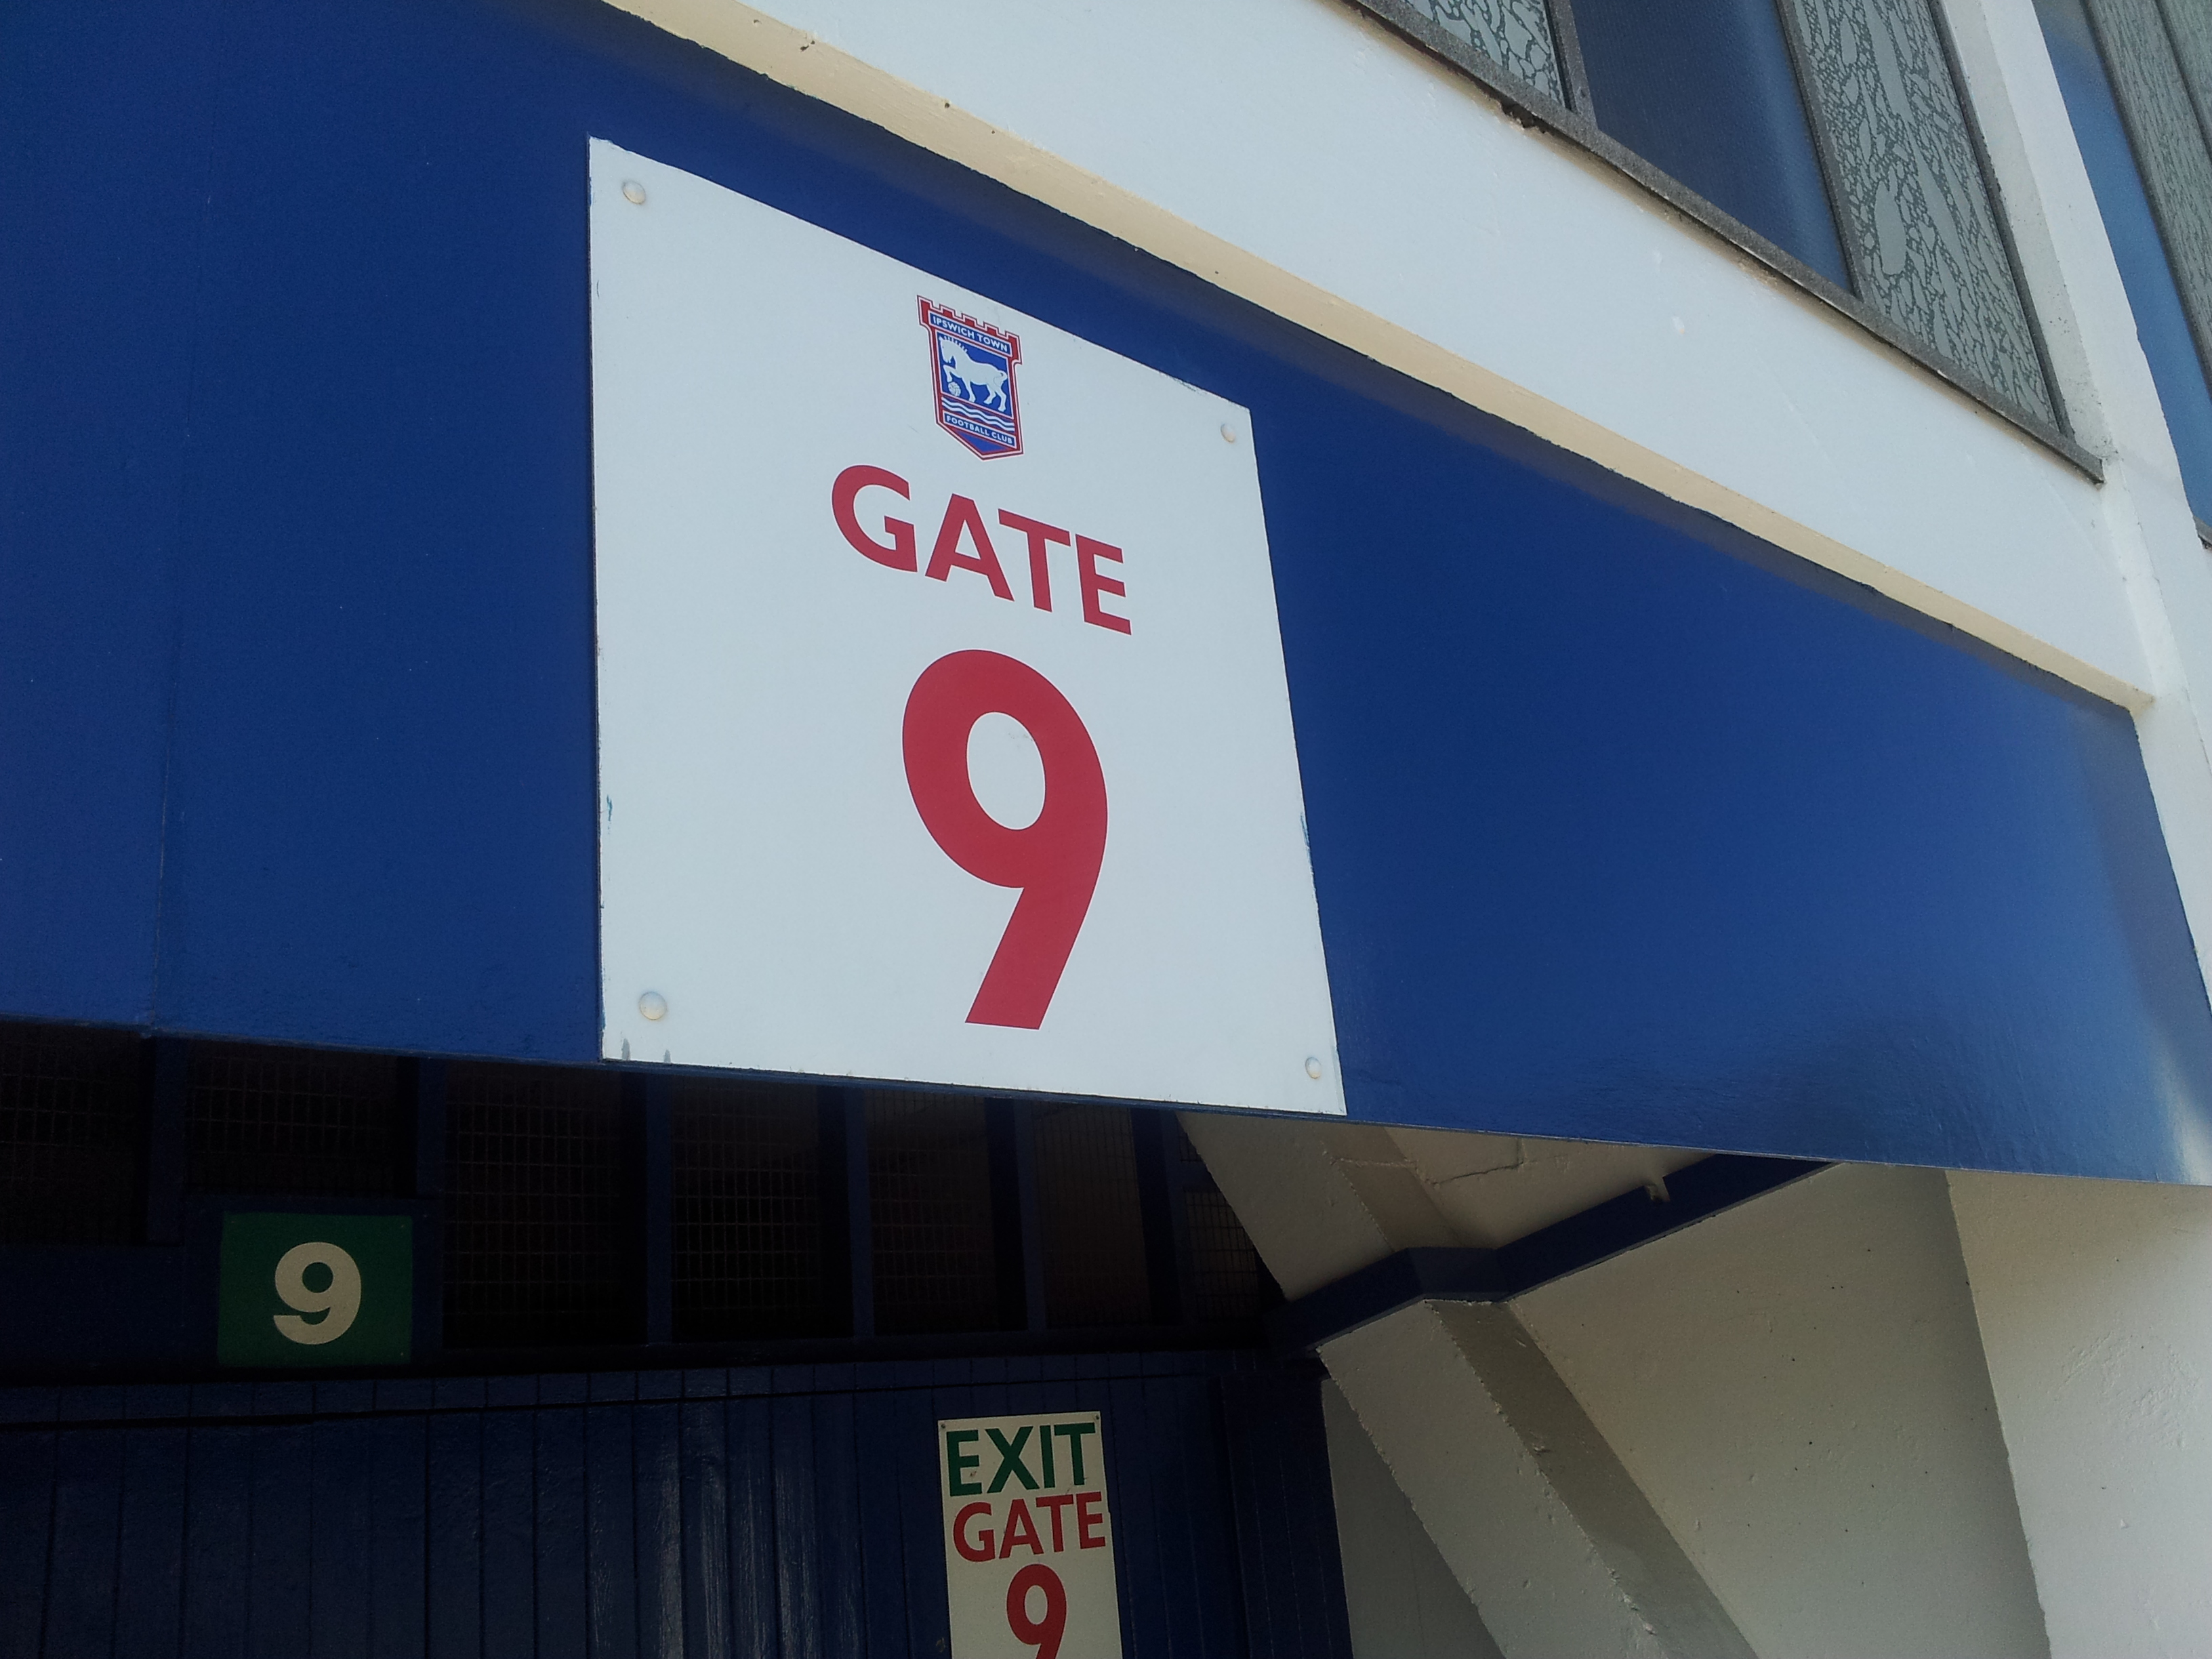 IPSWICH TOWN
FOOTBALL CLUB
GATE
9
9
EXIT
GATE
9